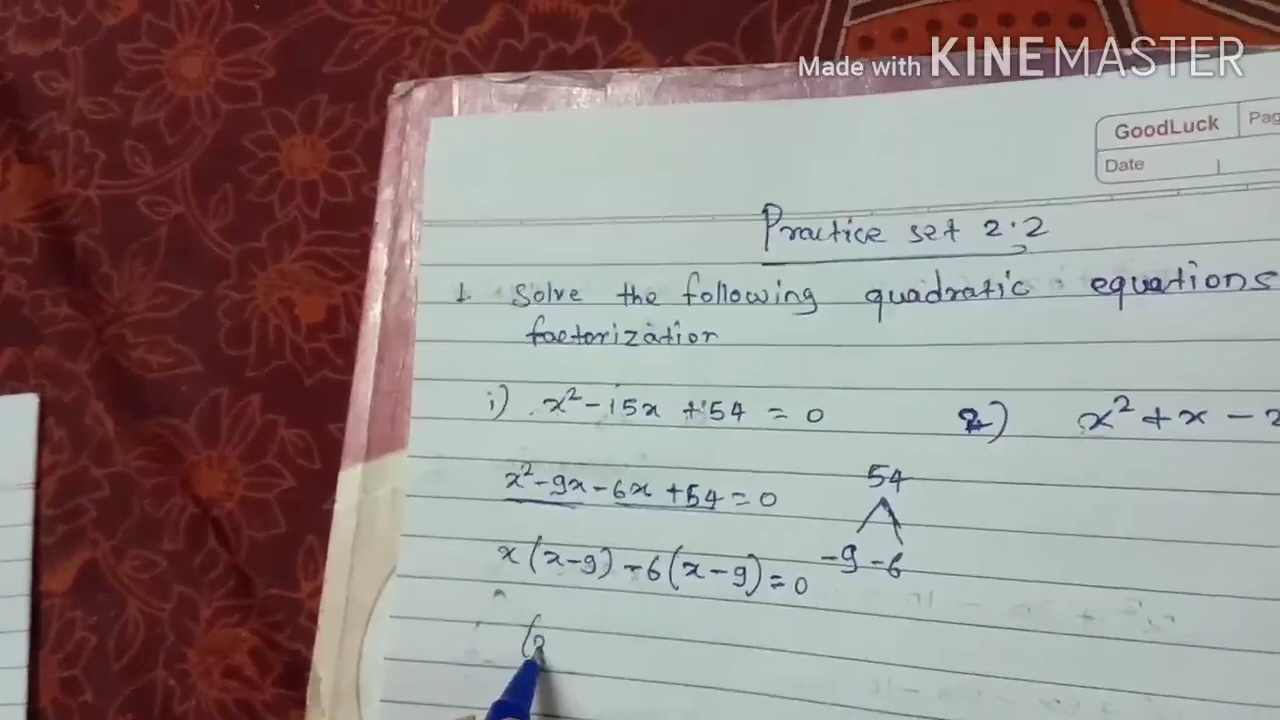 Made with KINEMASTER
GoodLuck
Date
Practice set 2.2
1. Solve the following quadratic equations
factorization
i) x² - 15x + 54 = 0 2) x² + x -
x² - 9x - 6x + 54 = 0 54
x(x-9) - 6(x-9) = 0 -9 -6
(